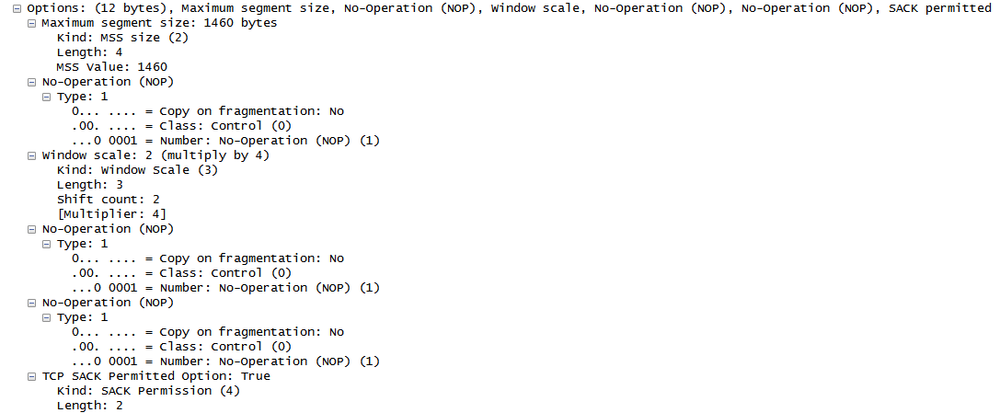 Options: (12 bytes), Maximum segment size, No-Operation (NOP), Window scale, No-Operation (NOP), No-Operation (NOP), SACK permitted
Maximum segment size: 1460 bytes
Kind: MSS size (2)
Length: 4
MSS Value: 1460
No-Operation (NOP)
Type: 1
0... .... = Copy on fragmentation: No
.00. .... = Class: Control (0)
...0 0001 = Number: No-Operation (NOP) (1)
Window scale: 2 (multiply by 4)
Kind: Window Scale (3)
Length: 3
Shift count: 2
[Multiplier: 4]
No-Operation (NOP)
Type: 1
0... .... = Copy on fragmentation: No
.00. .... = Class: Control (0)
...0 0001 = Number: No-Operation (NOP) (1)
No-Operation (NOP)
Type: 1
0... .... = Copy on fragmentation: No
.00. .... = Class: Control (0)
...0 0001 = Number: No-Operation (NOP) (1)
TCP SACK Permitted Option: True
Kind: SACK Permission (4)
Length: 2